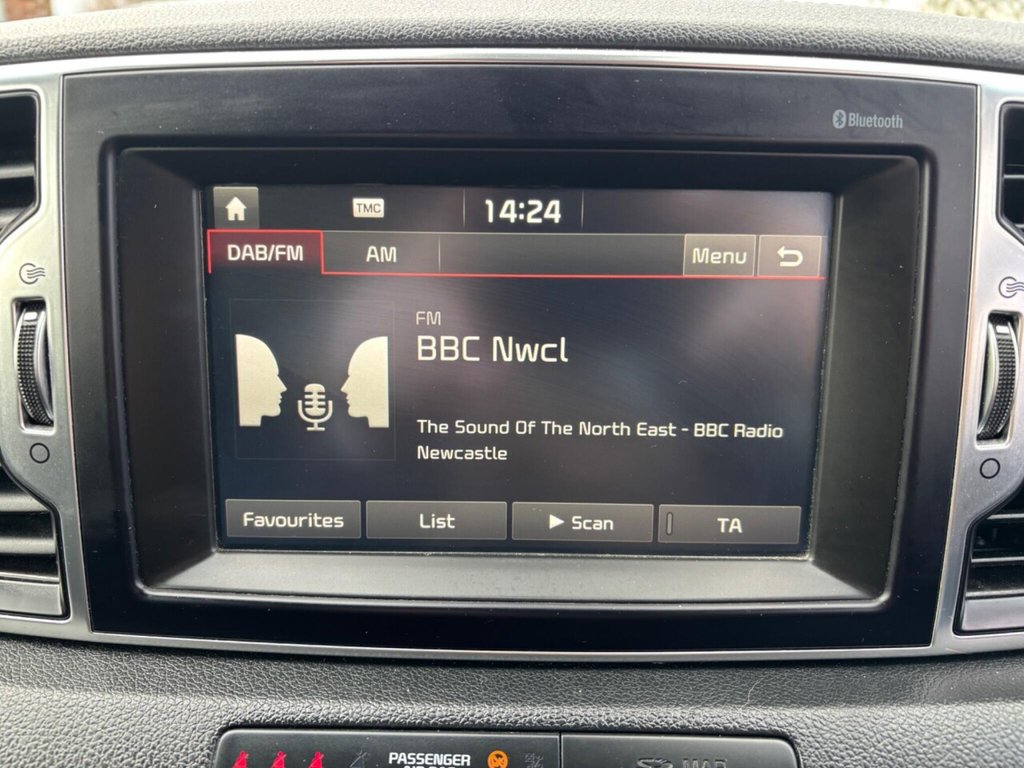 Bluetooth
TMC 14:24
DAB/FM AM Menu
FM
BBC Nwcl
The Sound Of The North East - BBC Radio
Newcastle
Favourites List Scan TA
PASSENGER
MAP